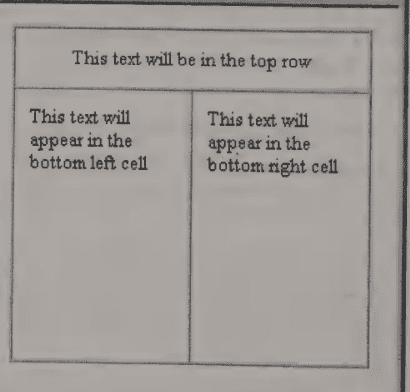 This text will be in the top row
This text will
appear in the
bottom left cell
This text will
appear in the
bottom right cell